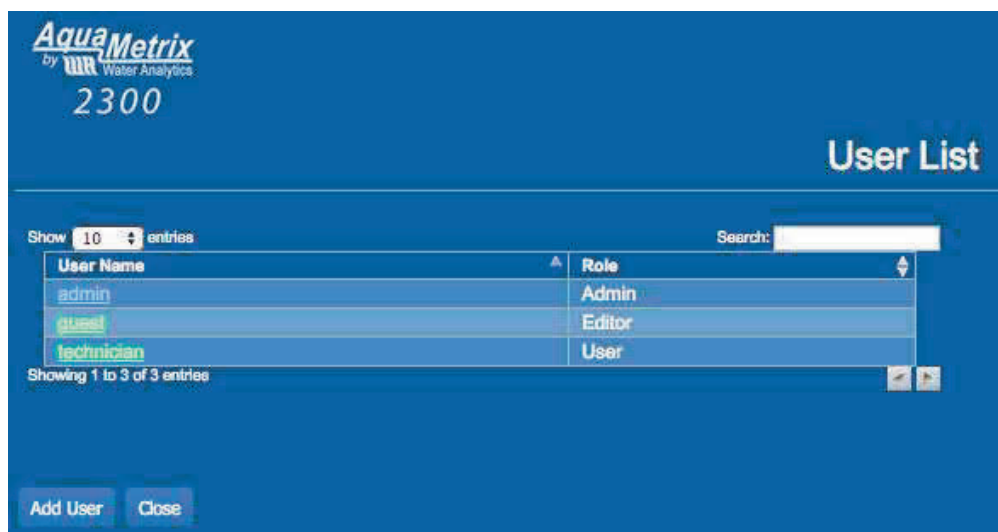 AquaMetrix
by WR Water Analytics
2300
User List
Show 10 entries
Search:
User Name Role
admin Admin
guest Editor
technician User
Showing 1 to 3 of 3 entries
Add User Close